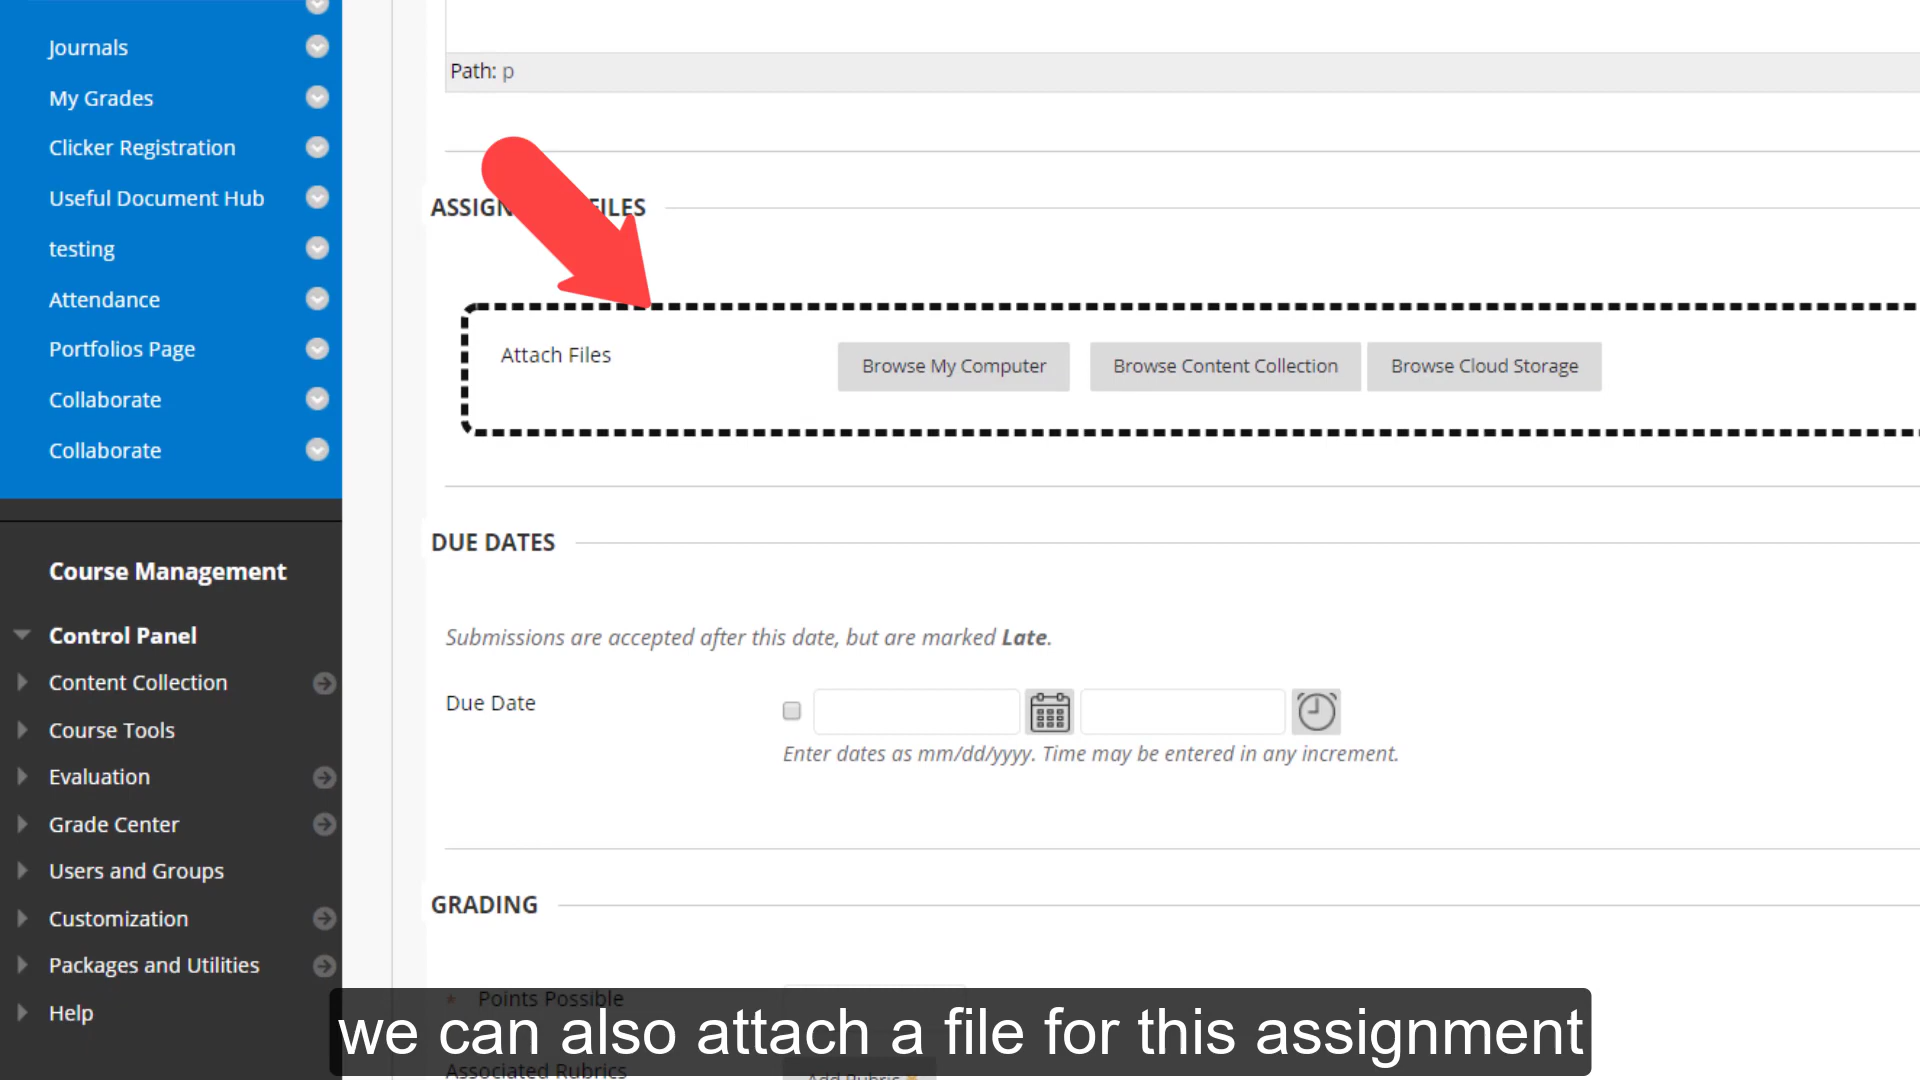 Journals
My Grades
Clicker Registration
Useful Document Hub
testing
Attendance
Portfolios Page
Collaborate
Collaborate
Course Management
Control Panel
Content Collection
Course Tools
Evaluation
Grade Center
Users and Groups
Customization
Packages and Utilities
Help
Path: p
ASSIGN FILES
Attach Files
Browse My Computer
Browse Content Collection
Browse Cloud Storage
DUE DATES
Submissions are accepted after this date, but are marked Late.
Due Date
Enter dates as mm/dd/yyyy. Time may be entered in any increment.
GRADING
* Points Possible
we can also attach a file for this assignment
Associated Rubrics
Add Rubric